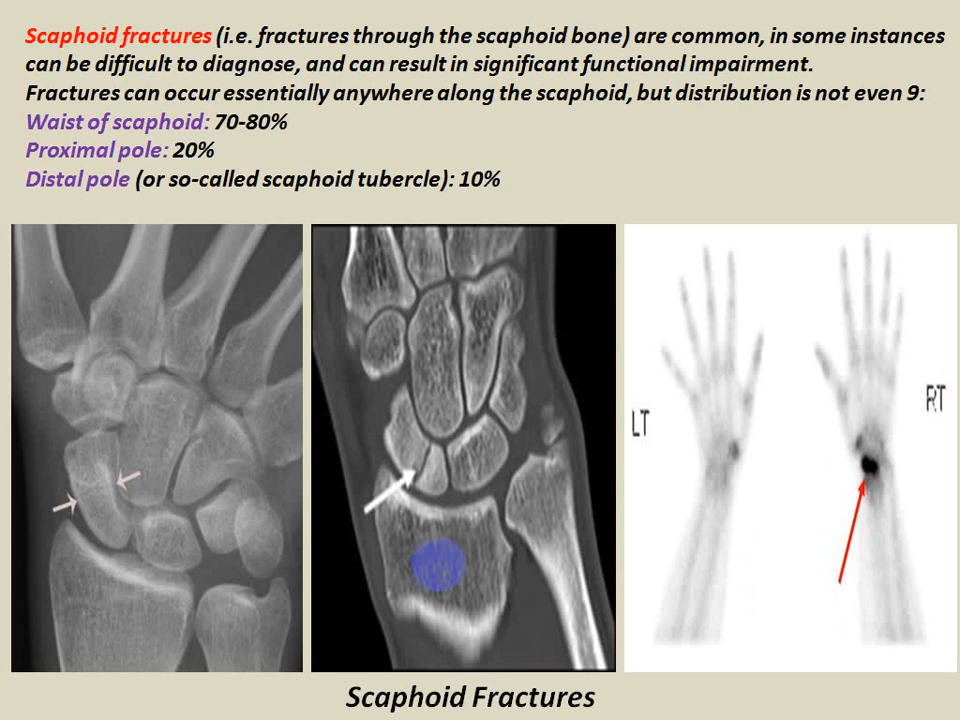 Scaphoid fractures (i.e. fractures through the scaphoid bone) are common, in some instances
can be difficult to diagnose, and can result in significant functional impairment.
Fractures can occur essentially anywhere along the scaphoid, but distribution is not even 9:
Waist of scaphoid: 70-80%
Proximal pole: 20%
Distal pole (or so-called scaphoid tubercle): 10%
LT
RT
Scaphoid Fractures